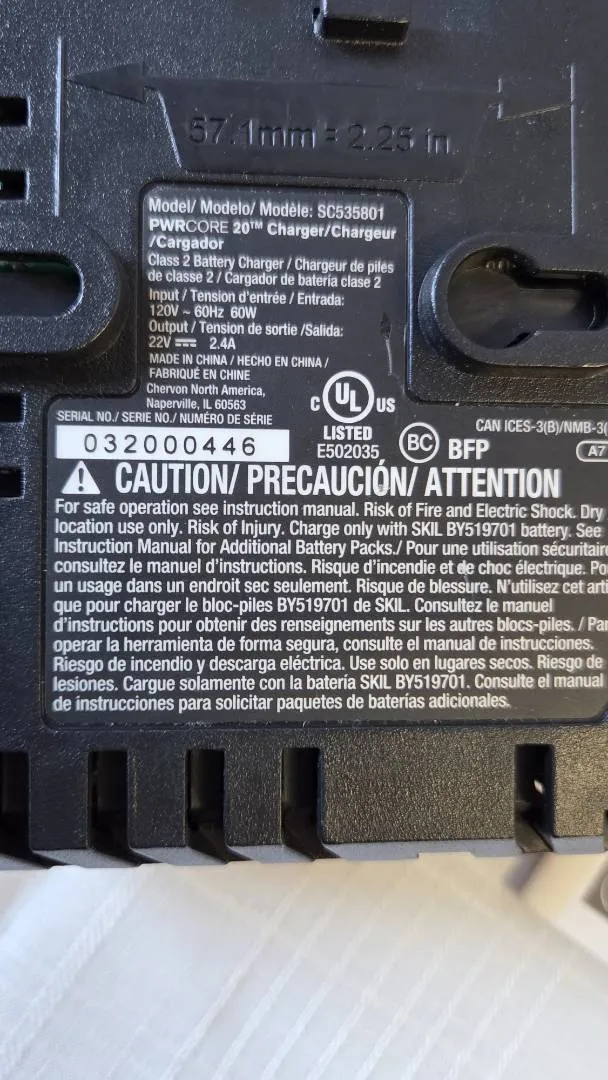 57.1mm = 2.25 in.
Model/ Modelo/ Modèle: SC535801
PWRCORE 20™ Charger/Chargeur
/Cargador
Class 2 Battery Charger / Chargeur de piles
de classe 2 / Cargador de batería clase 2
Input / Tension d'entrée / Entrada:
120V ~ 60Hz 60W
Output / Tension de sortie /Salida:
22V ⎓ 2.4A
MADE IN CHINA / HECHO EN CHINA /
FABRIQUÉ EN CHINE
Chervon North America,
Naperville, IL 60563
C UL US
LISTED
E502035
SERIAL NO./ SERIE NO./ NUMÉRO DE SÉRIE
032000446
BC BFP
CAN ICES-3(B)/NMB-3(
A7
CAUTION/ PRECAUCIÓN/ ATTENTION
For safe operation see instruction manual. Risk of Fire and Electric Shock. Dry
location use only. Risk of Injury. Charge only with SKIL BY519701 battery. See
Instruction Manual for Additional Battery Packs./ Pour une utilisation sécuritaire
consultez le manuel d'instructions. Risque d'incendie et de choc électrique. Po
un usage dans un endroit sec seulement. Risque de blessure. N'utilisez cet arti
que pour charger le bloc-piles BY519701 de SKIL. Consultez le manuel
d'instructions pour obtenir des renseignements sur les autres blocs-piles. / Par
operar la herramienta de forma segura, consulte el manual de instrucciones.
Riesgo de incendio y descarga eléctrica. Use solo en lugares secos. Riesgo de
lesiones. Cargue solamente con la batería SKIL BY519701. Consulte el manual
de instrucciones para solicitar paquetes de baterías adicionales.